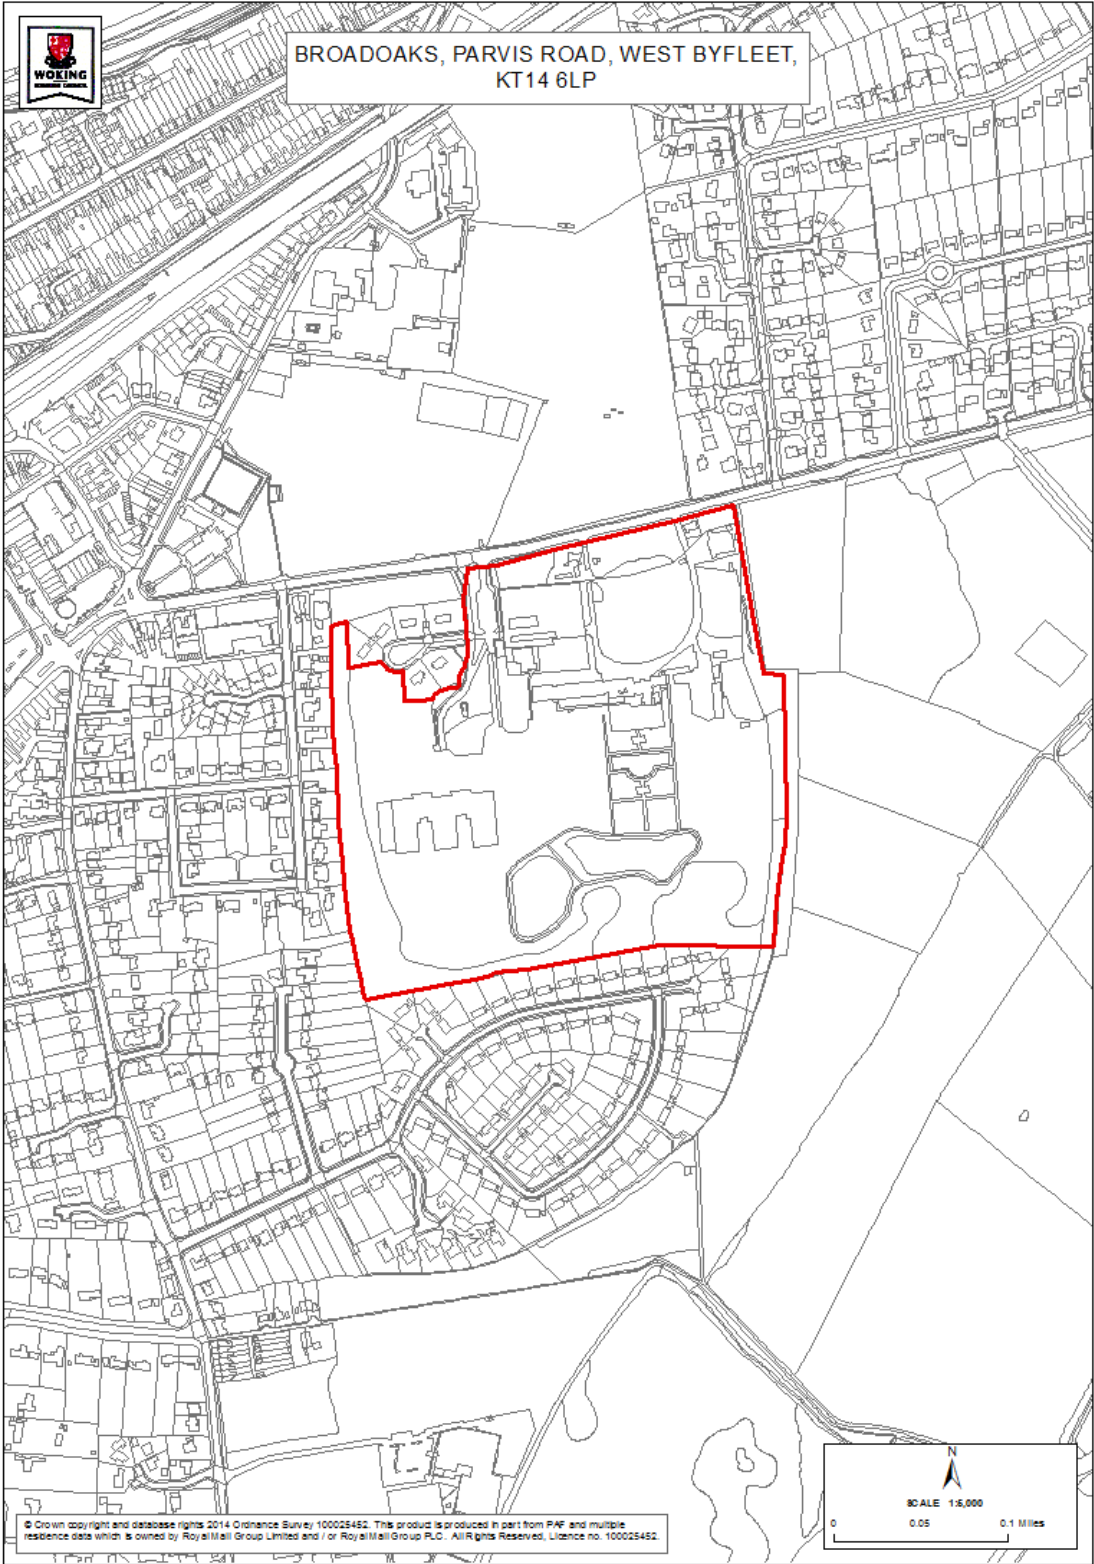 WOKING
BOROUGH COUNCIL
BROADOAKS, PARVIS ROAD, WEST BYFLEET,
KT14 6LP
N
SCALE 1:5,000
0 0.05 0.1 Miles
© Crown copyright and database rights 2014 Ordnance Survey 100025452. This product is produced in part from PAF and multiple
residence data which is owned by Royal Mail Group Limited and / or Royal Mail Group PLC. All Rights Reserved, Licence no. 100025452.